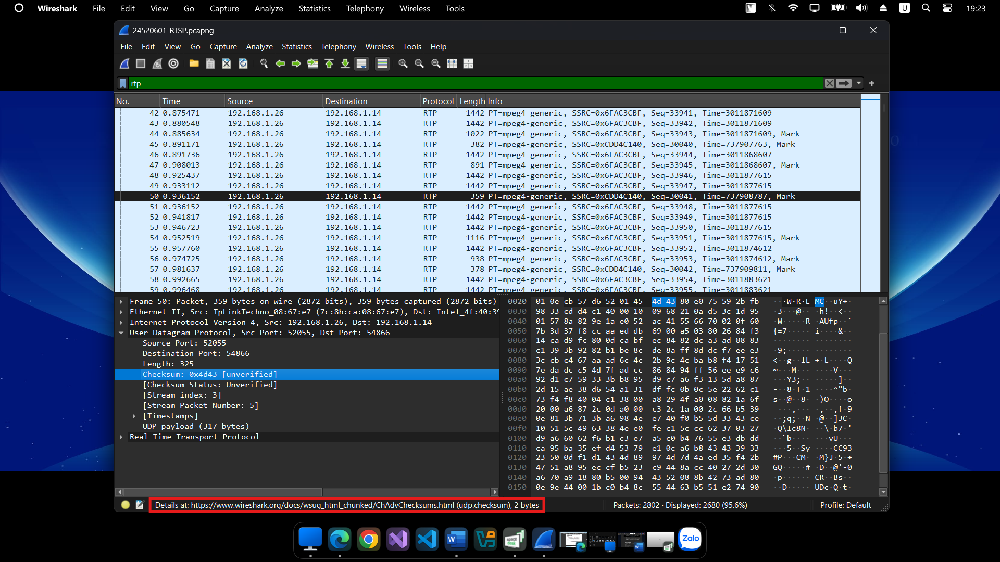 Wireshark File Edit View Go Capture Analyze Statistics Telephony Wireless Tools U 19:23
24520601-RTSP.pcapng
File Edit View Go Capture Analyze Statistics Telephony Wireless Tools Help
rtp
No. Time Source Destination Protocol Length Info
42 0.875471 192.168.1.26 192.168.1.14 RTP 1442 PT=mpeg4-generic, SSRC=0x6FAC3CBF, Seq=33941, Time=3011871609
43 0.880548 192.168.1.26 192.168.1.14 RTP 1442 PT=mpeg4-generic, SSRC=0x6FAC3CBF, Seq=33942, Time=3011871609
44 0.885634 192.168.1.26 192.168.1.14 RTP 1022 PT=mpeg4-generic, SSRC=0x6FAC3CBF, Seq=33943, Time=3011871609, Mark
45 0.891171 192.168.1.26 192.168.1.14 RTP 382 PT=mpeg4-generic, SSRC=0xCDD4C140, Seq=30040, Time=737907763, Mark
46 0.891736 192.168.1.26 192.168.1.14 RTP 1442 PT=mpeg4-generic, SSRC=0x6FAC3CBF, Seq=33944, Time=3011868607
47 0.908013 192.168.1.26 192.168.1.14 RTP 891 PT=mpeg4-generic, SSRC=0x6FAC3CBF, Seq=33945, Time=3011868607, Mark
48 0.925437 192.168.1.26 192.168.1.14 RTP 1442 PT=mpeg4-generic, SSRC=0x6FAC3CBF, Seq=33946, Time=3011877615
49 0.933112 192.168.1.26 192.168.1.14 RTP 1442 PT=mpeg4-generic, SSRC=0x6FAC3CBF, Seq=33947, Time=3011877615
50 0.936152 192.168.1.26 192.168.1.14 RTP 359 PT=mpeg4-generic, SSRC=0xCDD4C140, Seq=30041, Time=737908787, Mark
51 0.936152 192.168.1.26 192.168.1.14 RTP 1442 PT=mpeg4-generic, SSRC=0x6FAC3CBF, Seq=33948, Time=3011877615
52 0.941817 192.168.1.26 192.168.1.14 RTP 1442 PT=mpeg4-generic, SSRC=0x6FAC3CBF, Seq=33949, Time=3011877615
53 0.946723 192.168.1.26 192.168.1.14 RTP 1442 PT=mpeg4-generic, SSRC=0x6FAC3CBF, Seq=33950, Time=3011877615
54 0.952519 192.168.1.26 192.168.1.14 RTP 1116 PT=mpeg4-generic, SSRC=0x6FAC3CBF, Seq=33951, Time=3011877615, Mark
55 0.957760 192.168.1.26 192.168.1.14 RTP 1442 PT=mpeg4-generic, SSRC=0x6FAC3CBF, Seq=33952, Time=3011874612
56 0.974725 192.168.1.26 192.168.1.14 RTP 938 PT=mpeg4-generic, SSRC=0x6FAC3CBF, Seq=33953, Time=3011874612, Mark
57 0.981637 192.168.1.26 192.168.1.14 RTP 378 PT=mpeg4-generic, SSRC=0xCDD4C140, Seq=30042, Time=737909811, Mark
58 0.992665 192.168.1.26 192.168.1.14 RTP 1442 PT=mpeg4-generic, SSRC=0x6FAC3CBF, Seq=33954, Time=3011883621
59 0.996468 192.168.1.26 192.168.1.14 RTP 1442 PT=mpeg4-generic, SSRC=0x6FAC3CBF, Seq=33955, Time=3011883621
Frame 50: Packet, 359 bytes on wire (2872 bits), 359 bytes captured (2872 bits)
Ethernet II, Src: TpLinkTechno_08:67:e7 (7c:8b:ca:08:67:e7), Dst: Intel_4f:40:39
Internet Protocol Version 4, Src: 192.168.1.26, Dst: 192.168.1.14
User Datagram Protocol, Src Port: 52055, Dst Port: 54866
Source Port: 52055
Destination Port: 54866
Length: 325
Checksum: 0x4d43 [unverified]
[Checksum Status: Unverified]
[Stream index: 3]
[Stream Packet Number: 5]
[Timestamps]
UDP payload (317 bytes)
Real-Time Transport Protocol
0020 01 0e cb 57 d6 52 01 45 4d 43 80 e0 75 59 2b fb ···W·R·E MC··uY+·
0030 98 33 cd d4 c1 40 00 10 09 68 21 0a d5 3c 1d 95 ·3···@·· ·h!··<··
0040 01 57 8a 82 9e 1a e0 52 ac 41 55 66 70 02 0f 60 ·W·····R ·AUfp··`
0050 7b 3d 37 f8 cc aa ed db 69 00 a5 03 80 26 84 f3 {=7····· i····&··
0060 14 ca d9 fc 80 0d ca bf ec 84 82 dc a3 ad 88 83 ········ ········
0070 c1 39 3b 92 82 b1 be 8c de 8a ff 8d dc f7 ee e3 ·9;····· ········
0080 3c cb c4 67 aa ad 6c 4c 2b 9c 4c ba b8 f4 17 51 <··g··lL +·L····Q
0090 7e da dc c5 4d 7f ad cc 86 84 94 ff 56 ee e9 c6 ~···M··· ····V···
00a0 92 d1 c7 59 33 3b b8 95 d9 c7 a6 f3 13 5d a8 87 ···Y3;·· ·····]··
00b0 2d 15 ae 38 d6 54 a1 31 df fc 0b 0c 5e 22 62 c1 -··8·T·1 ····^"b·
00c0 73 f4 f8 40 04 c1 38 00 a8 29 4f a0 08 82 1a 6f s··@··8· ·)O····o
00d0 20 00 a6 87 2c 0d a0 00 c3 2c 1a 00 2c 66 b5 39 ···,··· ·,··,f·9
00e0 0e 81 3b 71 3b a6 98 4e e7 40 f0 b5 5d 33 43 ce ··;q;··N ·@··]3C·
00f0 10 51 5c 49 63 38 4e e0 fe c1 5c cc 62 37 03 27 ·Q\Ic8N· ··\·b7·'
0100 d9 a6 60 62 f6 b1 c3 e7 a5 c0 b4 76 55 e3 db dd ··`b···· ···vU···
0110 ca 95 ba 35 ef d4 53 79 e1 0c a6 b8 43 43 39 33 ···5··Sy ····CC93
0120 23 50 0d f1 d1 43 4d 89 97 4d 7d 4a ed 35 f4 2b #P···CM· ·M}J·5·+
0130 47 51 a8 95 ec cf b5 23 c9 44 8a cc 40 27 2d 30 GQ·····# ·D··@'-0
0140 a6 70 a9 18 80 b5 00 94 43 52 08 8b 42 73 ad 80 ·p······ CR··Bs··
0150 0e 9e 44 00 1b c0 b4 8c 55 44 63 b5 51 e2 74 90 ··D····· UDc·Q·t·
Details at: https://www.wireshark.org/docs/wsug_html_chunked/ChAdvChecksums.html (udp.checksum), 2 bytes
Packets: 2802 · Displayed: 2680 (95.6%)
Profile: Default
Zalo